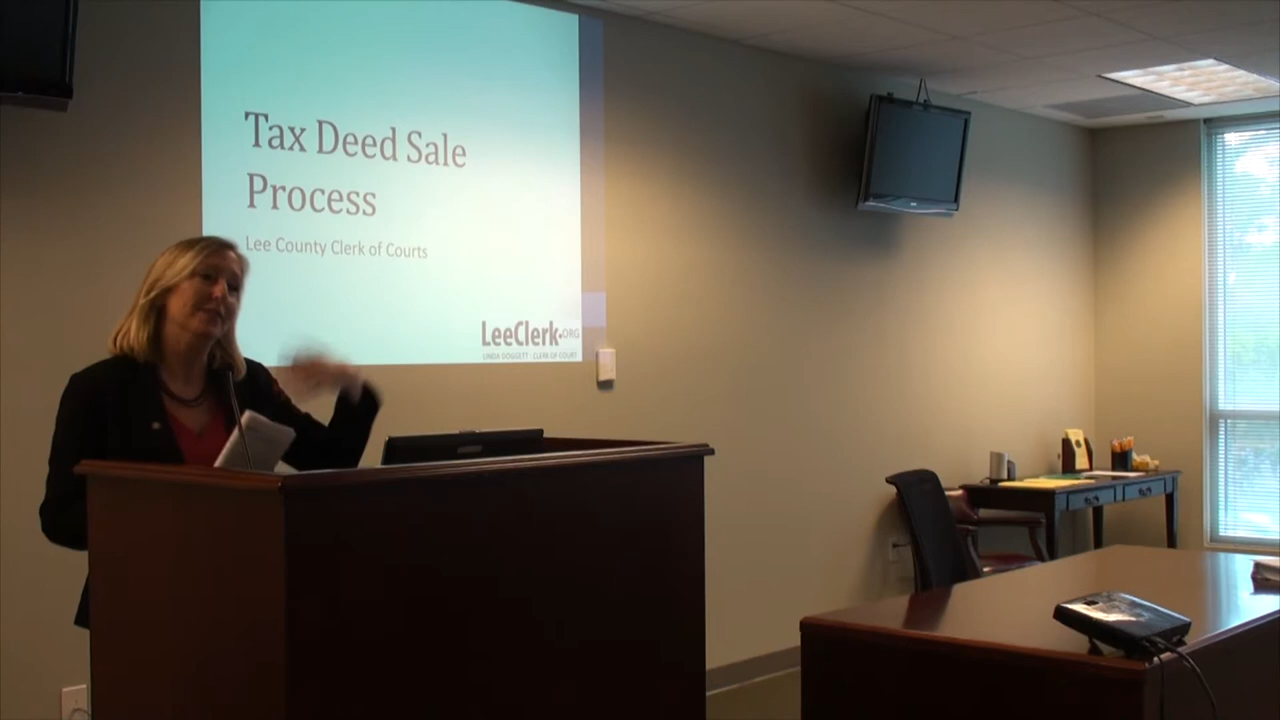 Tax Deed Sale
Process
Lee County Clerk of Courts
LeeClerk.ORG
LINDA DOGGETT CLERK OF COURT